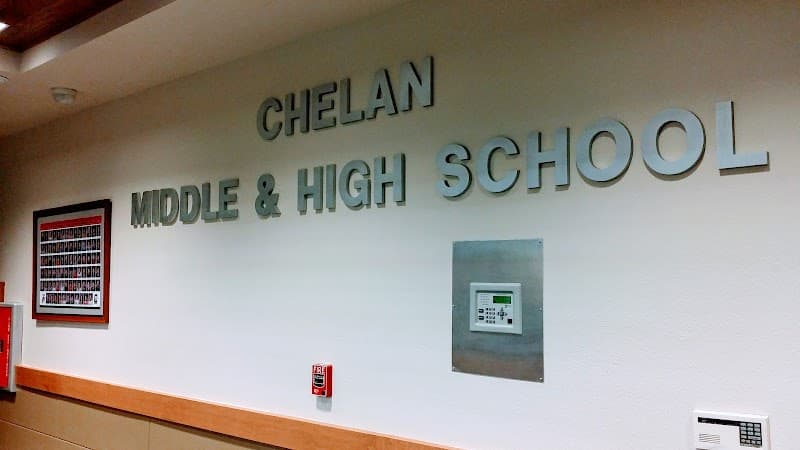 CHELAN
MIDDLE & HIGH SCHOOL
FIRE